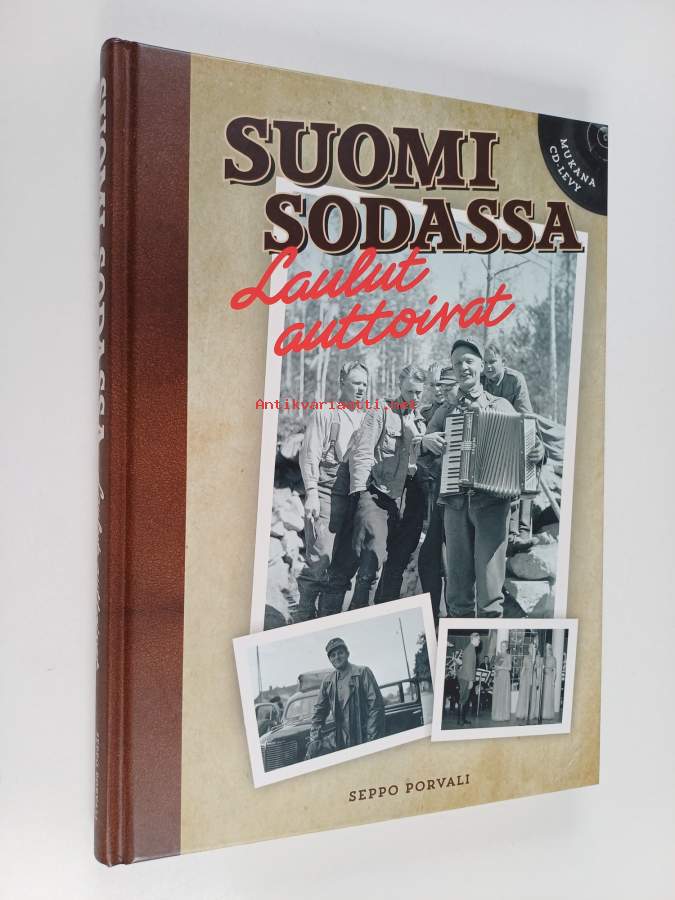 SUOMI
SODASSA
Laulut
auttoivat
MUKANA
CD-LEVY
Antikvariaatti.net
SEPPO PORVALI
SUOMI SODASSA